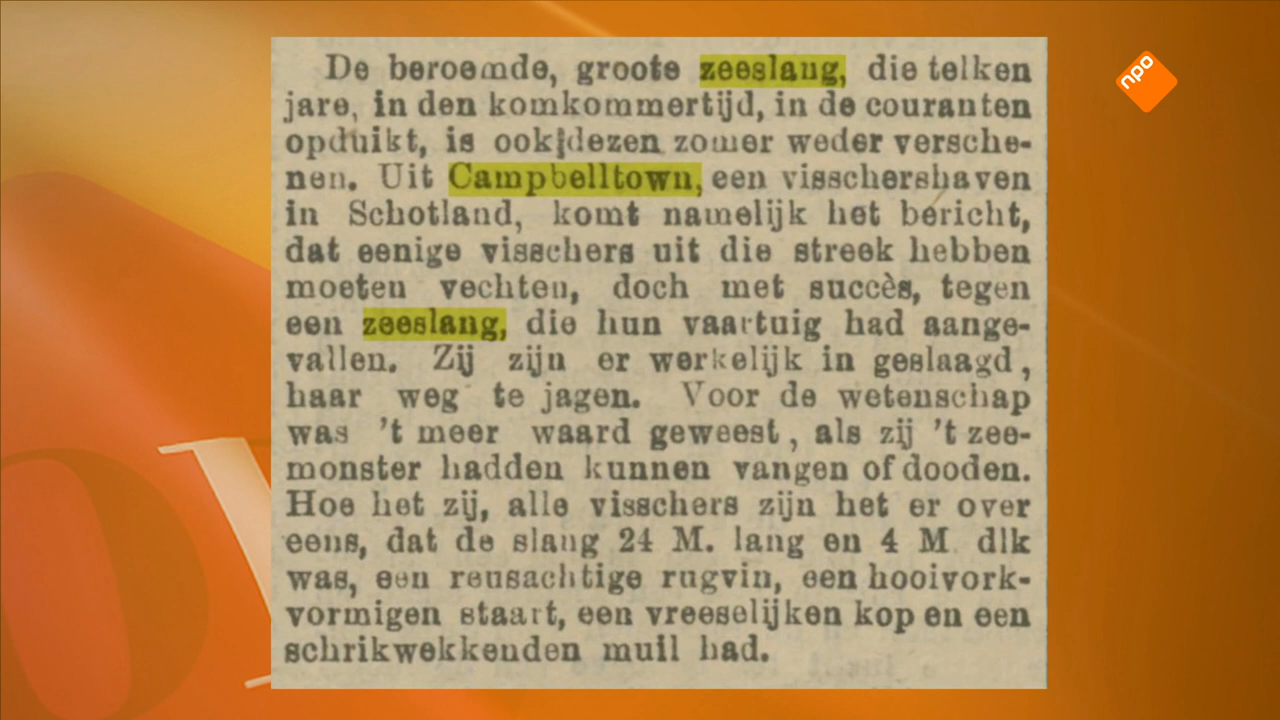 De beroemde, groote zeeslang, die telken
jare, in den komkommertijd, in de couranten
opduikt, is ook dezen zomer weder versche-
nen. Uit Campbelltown, een visschershaven
in Schotland, komt namelijk het bericht,
dat eenige visschers uit die streek hebben
moeten vechten, doch met succès, tegen
een zeeslang, die hun vaartuig had aange-
vallen. Zij zijn er werkelijk in geslaagd,
haar weg te jagen. Voor de wetenschap
was 't meer waard geweest, als zij 't zee-
monster hadden kunnen vangen of dooden.
Hoe het zij, alle visschers zijn het er over
eens, dat de slang 24 M. lang en 4 M dik
was, een reusachtige rugvin, een hooivork-
vormigen staart, een vreeselijken kop en een
schrikwekkenden muil had.
npo